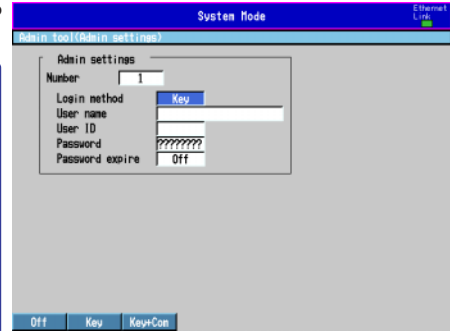 System Mode
Ethernet
Link
Admin tool(Admin settings)
Admin settings
Number 1
Login method Key
User name
User ID
Password ????????
Password expire Off
Off Key Key+Com